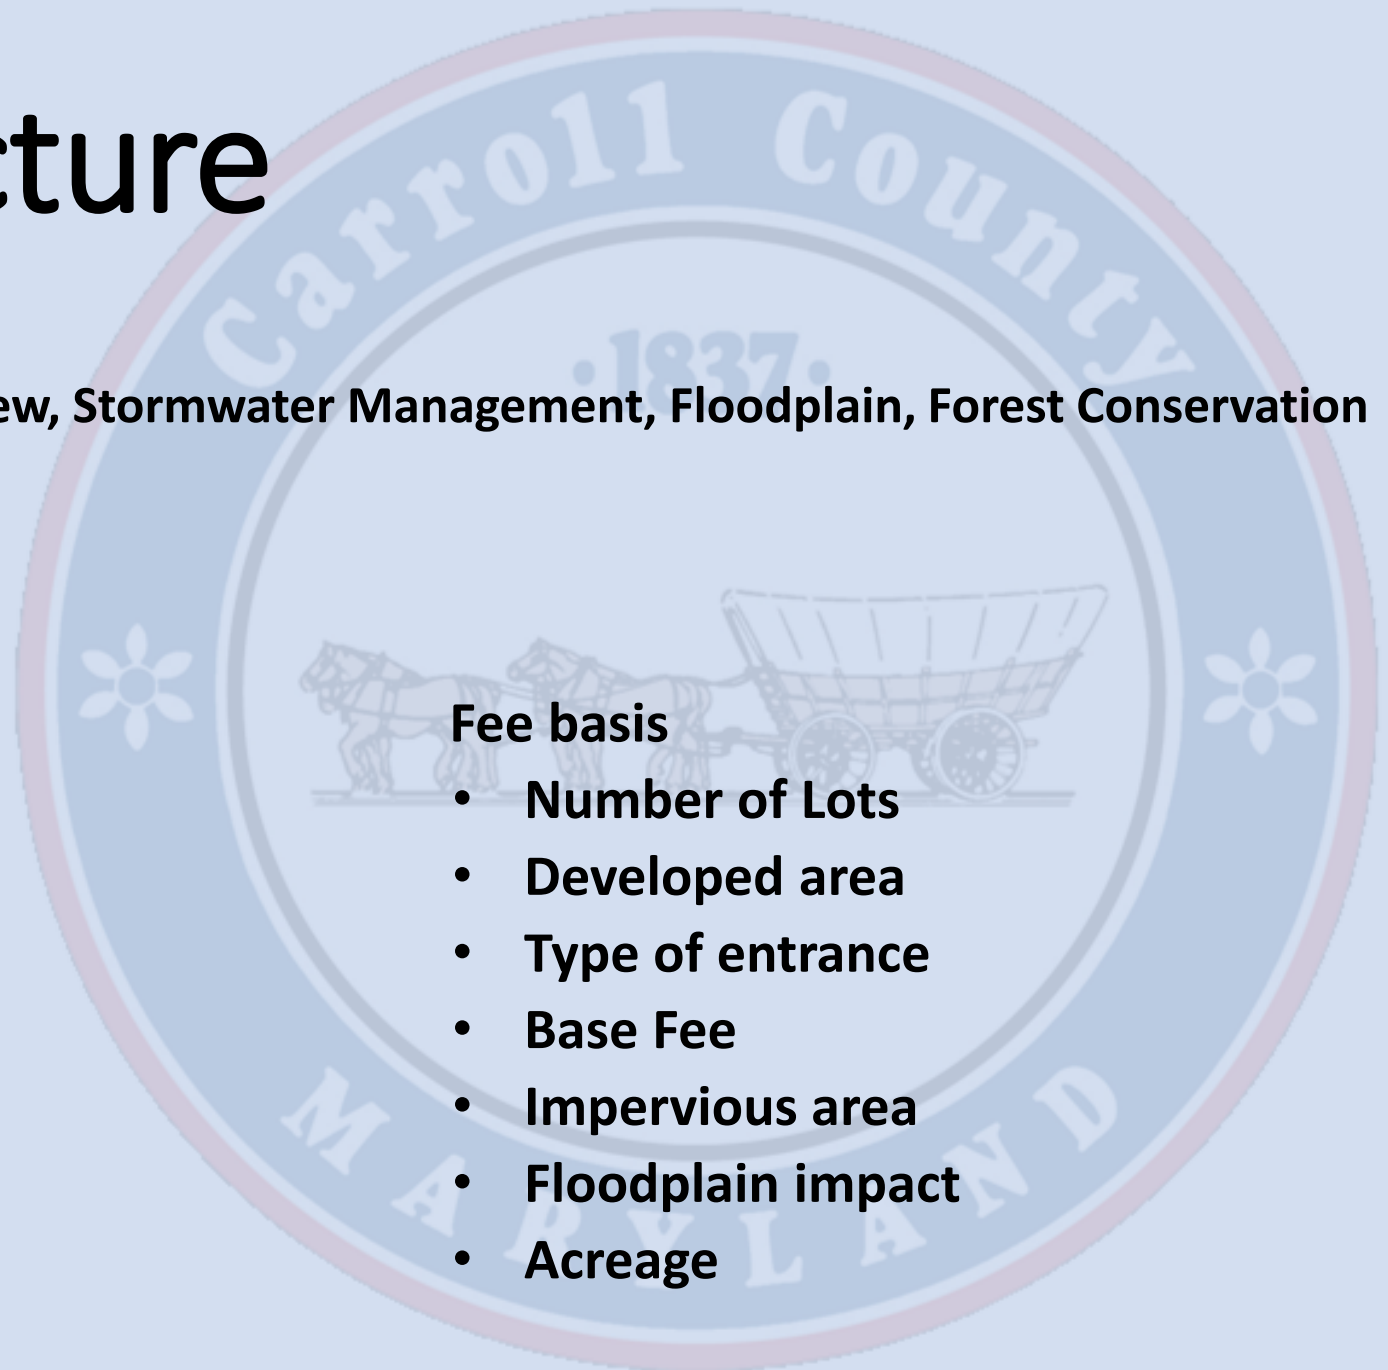 cture
Carroll County
·1837·
ew, Stormwater Management, Floodplain, Forest Conservation
Fee basis
• Number of Lots
• Developed area
• Type of entrance
• Base Fee
• Impervious area
• Floodplain impact
• Acreage
MARYLAND